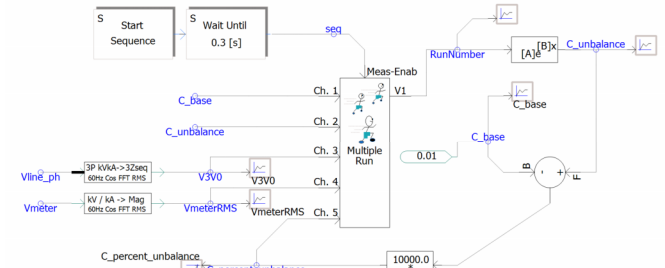 S
Start
Sequence
S
Wait Until
0.3 [s]
seq
RunNumber
[B]x
[A]e
C_unbalance
Meas-Enab
Ch. 1
V1
C_base
Ch. 2
C_unbalance
Multiple
Run
Ch. 3
C_base
C_base
0.01
B
-
+
F
3P kVkA->3Zseq
60Hz Cos FFT RMS
Vline_ph
V3V0
V3V0
Ch. 4
kV / kA -> Mag
60Hz Cos FFT RMS
Vmeter
VmeterRMS
VmeterRMS
Ch. 5
C_percent_unbalance
C_percent_unbalance
10000.0
*